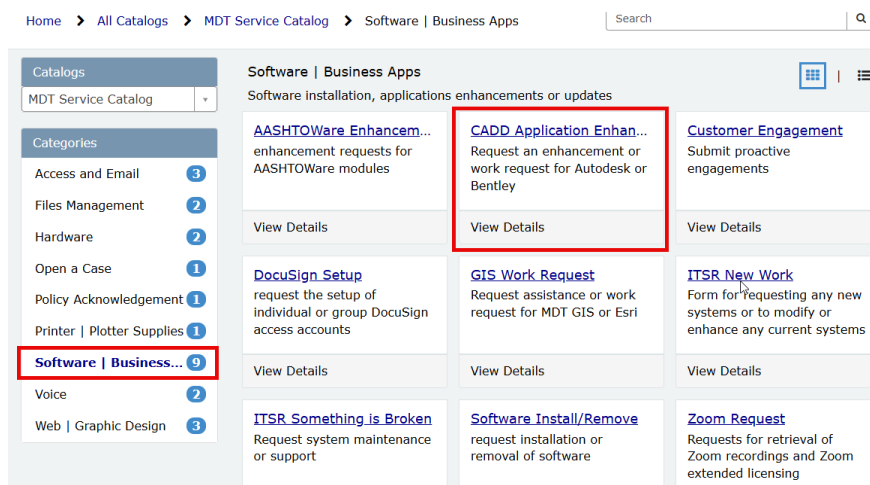 Home > All Catalogs > MDT Service Catalog > Software | Business Apps
Search
Catalogs
MDT Service Catalog
Categories
Access and Email 3
Files Management 2
Hardware 2
Open a Case 1
Policy Acknowledgement 1
Printer | Plotter Supplies 1
Software | Business... 9
Voice 2
Web | Graphic Design 3
Software | Business Apps
Software installation, applications enhancements or updates
AASHTOWare Enhancem...
enhancement requests for
AASHTOWare modules
View Details
CADD Application Enhan...
Request an enhancement or
work request for Autodesk or
Bentley
View Details
Customer Engagement
Submit proactive
engagements
View Details
DocuSign Setup
request the setup of
individual or group DocuSign
access accounts
View Details
GIS Work Request
Request assistance or work
request for MDT GIS or Esri
View Details
ITSR New Work
Form for requesting any new
systems or to modify or
enhance any current systems
View Details
ITSR Something is Broken
Request system maintenance
or support
Software Install/Remove
request installation or
removal of software
Zoom Request
Requests for retrieval of
Zoom recordings and Zoom
extended licensing